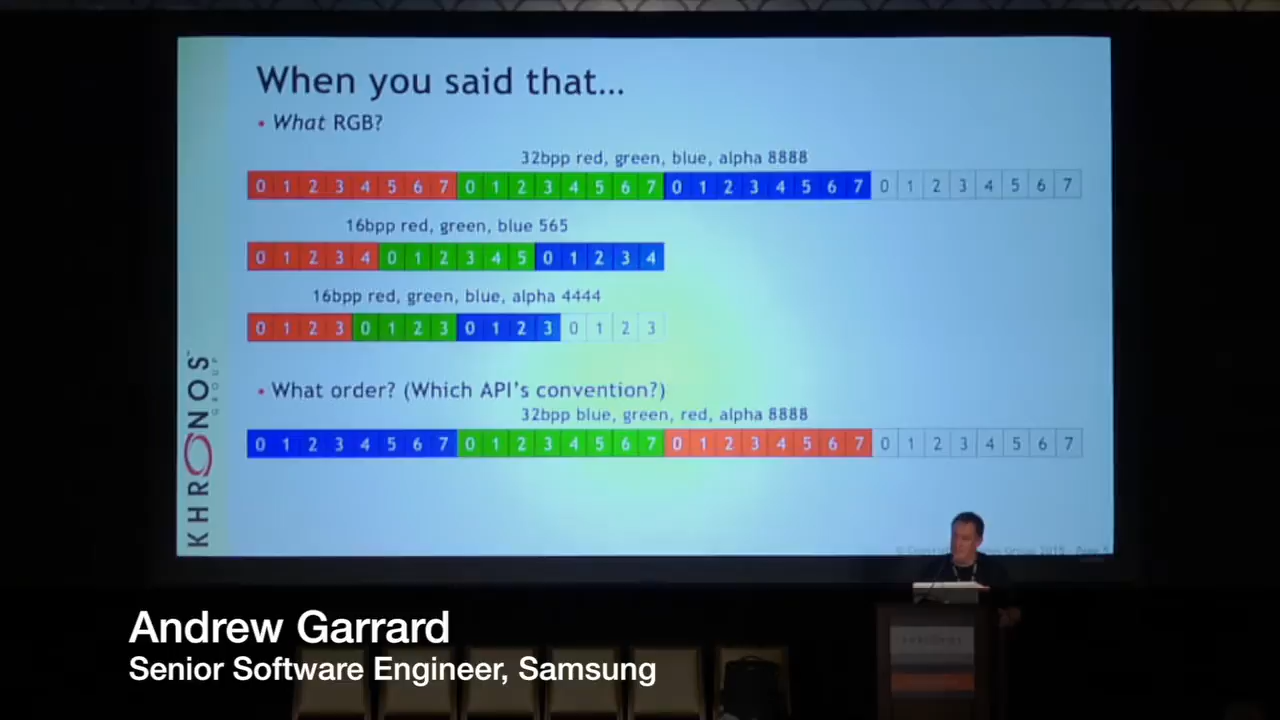 When you said that...
• What RGB?
32bpp red, green, blue, alpha 8888
0 1 2 3 4 5 6 7 0 1 2 3 4 5 6 7 0 1 2 3 4 5 6 7 0 1 2 3 4 5 6 7
16bpp red, green, blue 565
0 1 2 3 4 0 1 2 3 4 5 0 1 2 3 4
16bpp red, green, blue, alpha 4444
0 1 2 3 0 1 2 3 0 1 2 3 0 1 2 3
• What order? (Which API's convention?)
32bpp blue, green, red, alpha 8888
0 1 2 3 4 5 6 7 0 1 2 3 4 5 6 7 0 1 2 3 4 5 6 7 0 1 2 3 4 5 6 7
KHRONOS
GROUP
Group 2015 Page
Andrew Garrard
Senior Software Engineer, Samsung